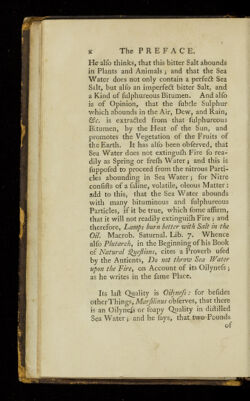 x The PREFACE.
He also thinks, that this bitter Salt abounds
in Plants and Animals; and that the Sea
Water does not only contain a perfect Sea
Salt, but also an imperfect bitter Salt, and
a Kind of sulphureous Bitumen. And also
is of Opinion, that the subtle Sulphur
which abounds in the Air, Dew, and Rain,
&c. is extracted from that sulphureous
Bitumen, by the Heat of the Sun, and
promotes the Vegetation of the Fruits of
the Earth. It has also been observed, that
Sea Water does not extinguish Fire so rea-
dily as Spring or fresh Water; and this is
supposed to proceed from the nitrous Parti-
cles abounding in Sea Water; for Nitre
consists of a saline, volatile, oleous Matter:
add to this, that the Sea Water abounds
with many bituminous and sulphureous
Particles, if it be true, which some affirm,
that it will not readily extinguish Fire; and
therefore, Lamps burn better with Salt in the
Oil. Macrob. Saturnal. Lib. 7. Whence
also Plutarch, in the Beginning of his Book
of Natural Questions, cites a Proverb used
by the Antients, Do not throw Sea Water
upon the Fire, on Account of its Oilyness;
as he writes in the same Place.
Its last Quality is Oilyness: for besides
other Things, Marsilinus observes, that there
is an Oilyness or soapy Quality in distilled
Sea Water; and he says, that two Pounds
of